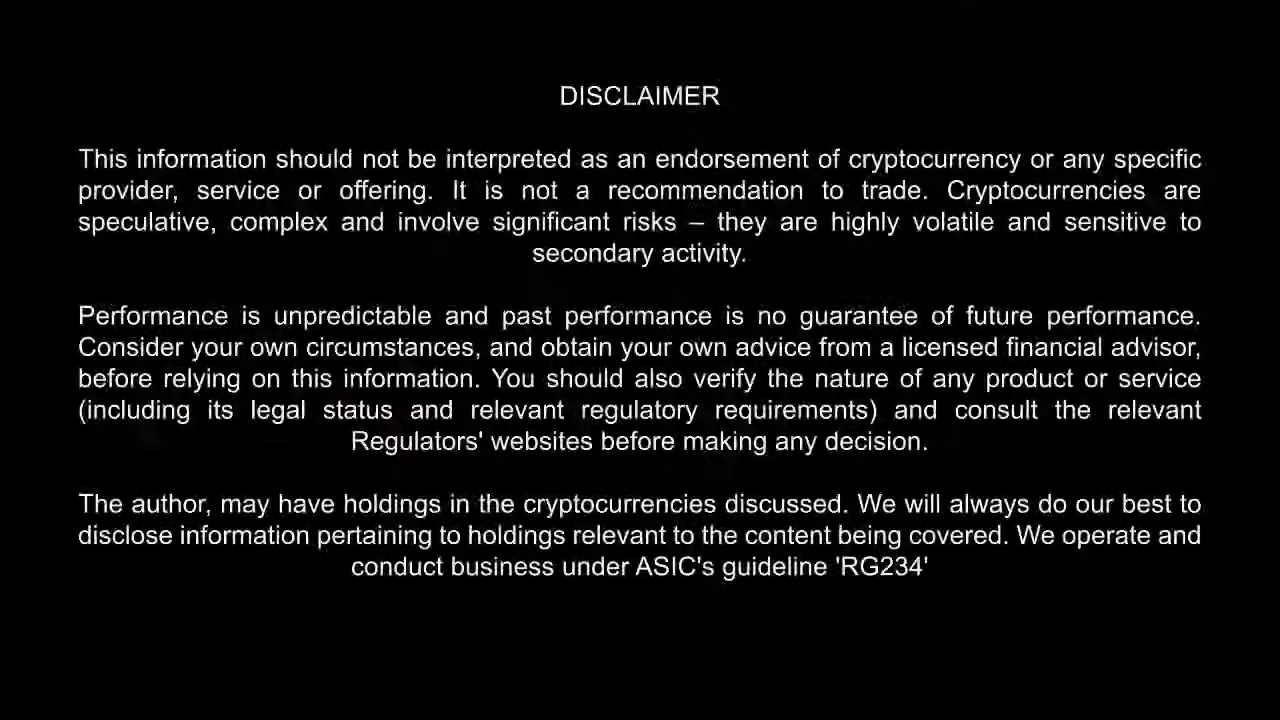 DISCLAIMER
This information should not be interpreted as an endorsement of cryptocurrency or any specific
provider, service or offering. It is not a recommendation to trade. Cryptocurrencies are
speculative, complex and involve significant risks – they are highly volatile and sensitive to
secondary activity.
Performance is unpredictable and past performance is no guarantee of future performance.
Consider your own circumstances, and obtain your own advice from a licensed financial advisor,
before relying on this information. You should also verify the nature of any product or service
(including its legal status and relevant regulatory requirements) and consult the relevant
Regulators' websites before making any decision.
The author, may have holdings in the cryptocurrencies discussed. We will always do our best to
disclose information pertaining to holdings relevant to the content being covered. We operate and
conduct business under ASIC's guideline 'RG234'